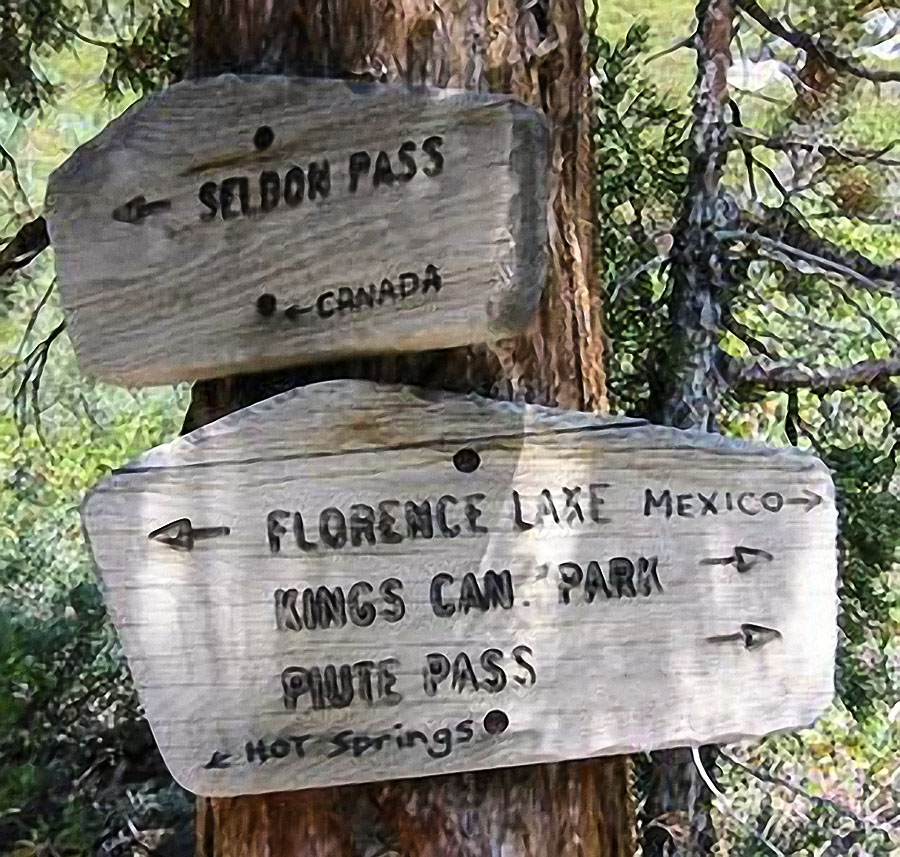 ← SELDON PASS
←CANADA
← FLORENCE LAKE MEXICO→
KINGS CAN. PARK →
PIUTE PASS →
← HOT Springs